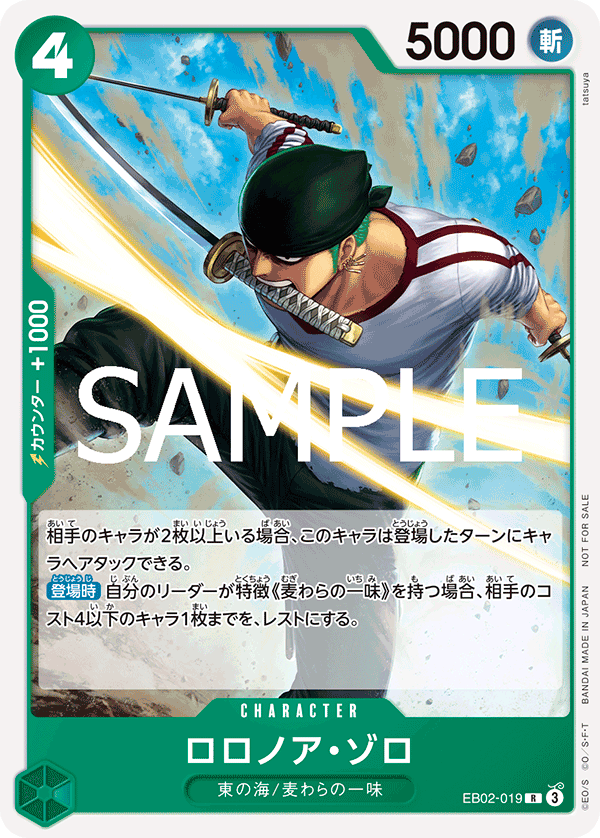 4
5000 斬
tatsuya
カウンター +1000
SAMPLE
相手のキャラが2枚以上いる場合、このキャラは登場したターンにキャ
ラへアタックできる。
登場時 自分のリーダーが特徴《麦わらの一味》を持つ場合、相手のコ
スト4以下のキャラ1枚までを、レストにする。
CHARACTER
ロロノア・ゾロ
東の海/麦わらの一味
EB02-019 R 3
©E.O/S ©O/S・F・T BANDAI MADE IN JAPAN NOT FOR SALE